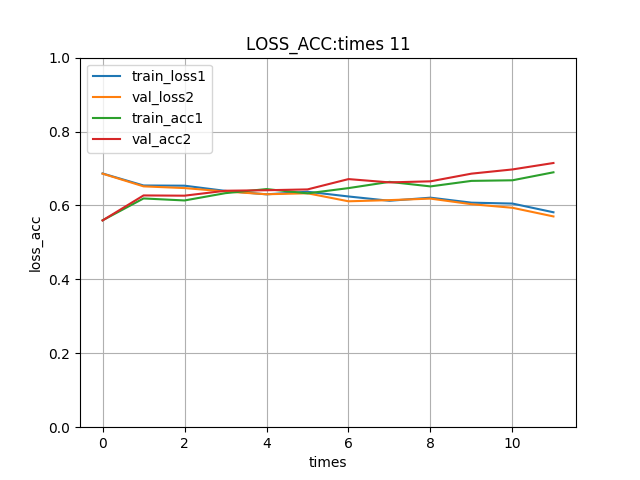 LOSS_ACC:times 11
1.0
0.8
0.6
0.4
0.2
0.0
loss_acc
train_loss1
val_loss2
train_acc1
val_acc2
0 2 4 6 8 10
times